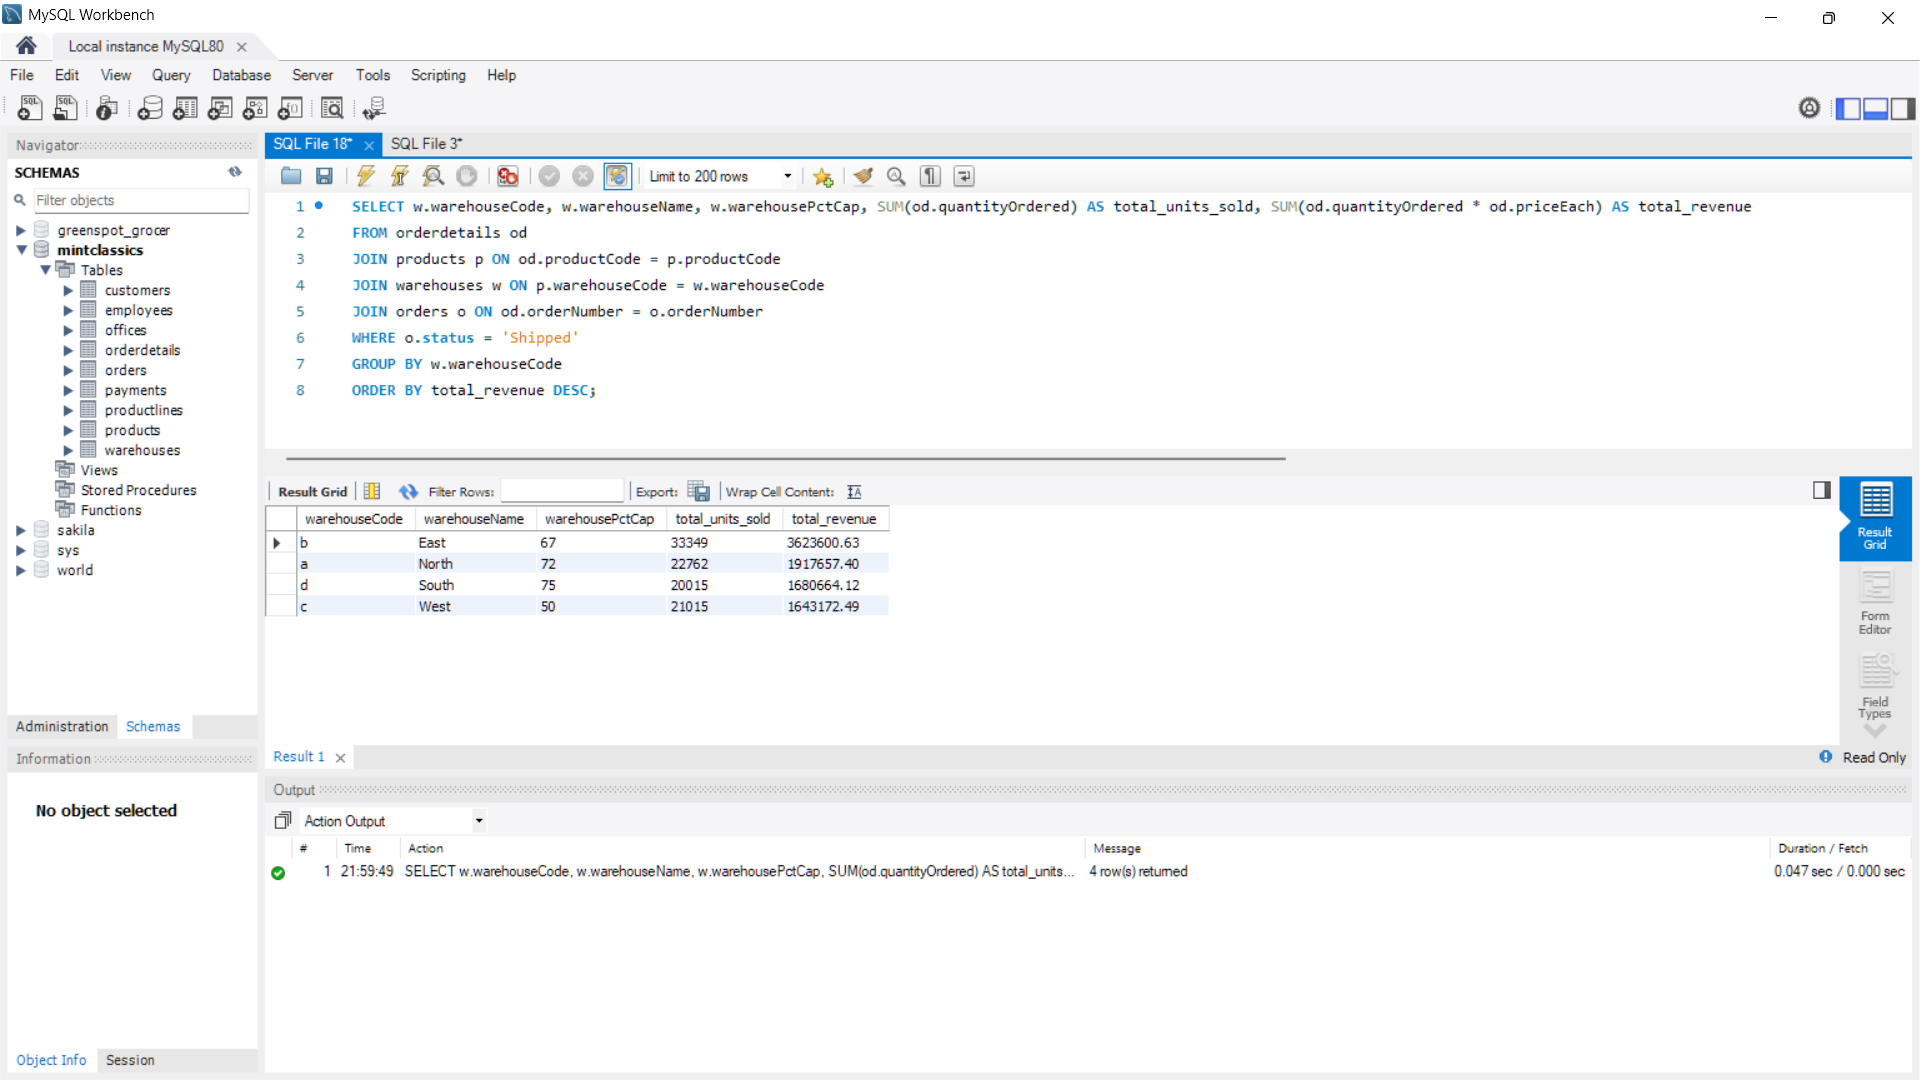 MySQL Workbench
Local instance MySQL80
File Edit View Query Database Server Tools Scripting Help
Navigator
SCHEMAS
Filter objects
greenspot_grocer
mintclassics
Tables
customers
employees
offices
orderdetails
orders
payments
productlines
products
warehouses
Views
Stored Procedures
Functions
sakila
sys
world
Administration Schemas
Information
No object selected
Object Info Session
SQL File 18* SQL File 3*
Limit to 200 rows
1 SELECT w.warehouseCode, w.warehouseName, w.warehousePctCap, SUM(od.quantityOrdered) AS total_units_sold, SUM(od.quantityOrdered * od.priceEach) AS total_revenue
2 FROM orderdetails od
3 JOIN products p ON od.productCode = p.productCode
4 JOIN warehouses w ON p.warehouseCode = w.warehouseCode
5 JOIN orders o ON od.orderNumber = o.orderNumber
6 WHERE o.status = 'Shipped'
7 GROUP BY w.warehouseCode
8 ORDER BY total_revenue DESC;
Result Grid Filter Rows: Export: Wrap Cell Content:
warehouseCode warehouseName warehousePctCap total_units_sold total_revenue
b East 67 33349 3623600.63
a North 72 22762 1917657.40
d South 75 20015 1680664.12
c West 50 21015 1643172.49
Result
Grid
Form
Editor
Field
Types
Result 1
Read Only
Output
Action Output
# Time Action Message Duration / Fetch
1 21:59:49 SELECT w.warehouseCode, w.warehouseName, w.warehousePctCap, SUM(od.quantityOrdered) AS total_units... 4 row(s) returned 0.047 sec / 0.000 sec